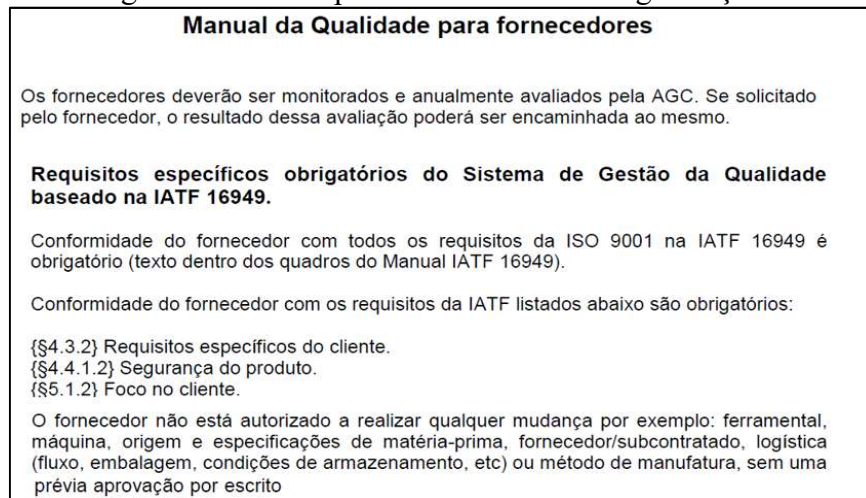 Manual da Qualidade para fornecedores
Os fornecedores deverão ser monitorados e anualmente avaliados pela AGC. Se solicitado
pelo fornecedor, o resultado dessa avaliação poderá ser encaminhada ao mesmo.
Requisitos específicos obrigatórios do Sistema de Gestão da Qualidade
baseado na IATF 16949.
Conformidade do fornecedor com todos os requisitos da ISO 9001 na IATF 16949 é
obrigatório (texto dentro dos quadros do Manual IATF 16949).
Conformidade do fornecedor com os requisitos da IATF listados abaixo são obrigatórios:
{§4.3.2} Requisitos específicos do cliente.
{§4.4.1.2} Segurança do produto.
{§5.1.2} Foco no cliente.
O fornecedor não está autorizado a realizar qualquer mudança por exemplo: ferramental,
máquina, origem e especificações de matéria-prima, fornecedor/subcontratado, logística
(fluxo, embalagem, condições de armazenamento, etc) ou método de manufatura, sem uma
prévia aprovação por escrito